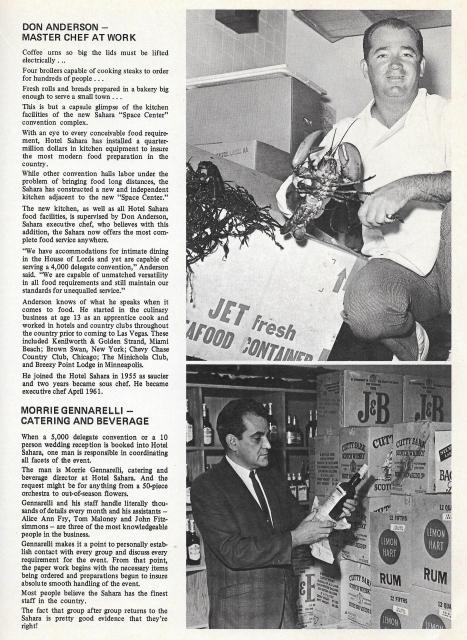 DON ANDERSON —
MASTER CHEF AT WORK
Coffee urns so big the lids must be lifted
electrically . . .
Four broilers capable of cooking steaks to order
for hundreds of people . . .
Fresh rolls and breads prepared in a bakery big
enough to serve a small town . . .
This is but a capsule glimpse of the kitchen
facilities of the new Sahara "Space Center"
convention complex.
With an eye to every conceivable food require-
ment, Hotel Sahara has installed a quarter-
million dollars in kitchen equipment to insure
the most modern food preparation in the
country.
While other convention halls labor under the
problem of bringing food long distances, the
Sahara has constructed a new and independent
kitchen adjacent to the new "Space Center."
The new kitchen, as well as all Hotel Sahara
food facilities, is supervised by Don Anderson,
Sahara executive chef, who believes with this
addition, the Sahara now offers the most com-
plete food service anywhere.
"We have accommodations for intimate dining
in the House of Lords and yet are capable of
serving a 4,000 delegate convention," Anderson
said. "We are capable of unmatched versatility
in all food requirements and still maintain our
standards for unequalled service."
Anderson knows of what he speaks when it
comes to food. He started in the culinary
business at age 13 as an apprentice cook and
worked in hotels and country clubs throughout
the country prior to coming to Las Vegas. These
included Kenilworth & Golden Strand, Miami
Beach; Brown Swan, New York; Chevy Chase
Country Club, Chicago; The Minichola Club,
and Breezy Point Lodge in Minneapolis.
He joined the Hotel Sahara in 1955 as saucier
and two years became sous chef. He became
executive chef April 1961.
MORRIE GENNARELLI —
CATERING AND BEVERAGE
When a 5,000 delegate convention or a 10
person wedding reception is booked into Hotel
Sahara, one man is responsible in coordinating
all facets of the event.
The man is Morrie Gennarelli, catering and
beverage director at Hotel Sahara. And the
request might be for anything from a 50-piece
orchestra to out-of-season flowers.
Gennarelli and his staff handle literally thou-
sands of details every month and his assistants —
Alice Ann Fry, Tom Maloney and John Fitz-
simmons — are three of the most knowledgeable
people in the business.
Gennarelli makes it a point to personally estab-
lish contact with every group and discuss every
requirement for the event. From that point,
the paper work begins with the necessary items
being ordered and preparations begun to insure
absolute smooth handling of the event.
Most people believe the Sahara has the finest
staff in the country.
The fact that group after group returns to the
Sahara is pretty good evidence that they're
right!
JET fresh
EAFOOD CONTAINER
J&B
J&B
CUTTY
CUTTY SARK
SCOTS WHISKY
LEMON
HART
LEMON
HART
RUM
RUM
CUTTY SARK
12 FIFTHS
LEMON
HART